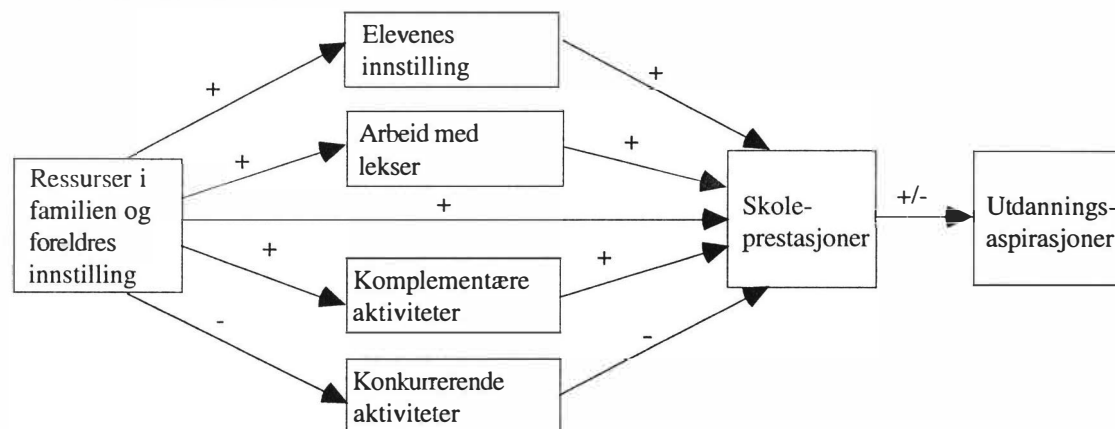 Elevenes
innstilling
+
+
Arbeid med
lekser
+
+
Ressurser i
familien og
foreldres
innstilling
+
Skole-
prestasjoner
+/-
Utdannings-
aspirasjoner
+
Komplementære
aktiviteter
+
-
Konkurrerende
aktiviteter
-